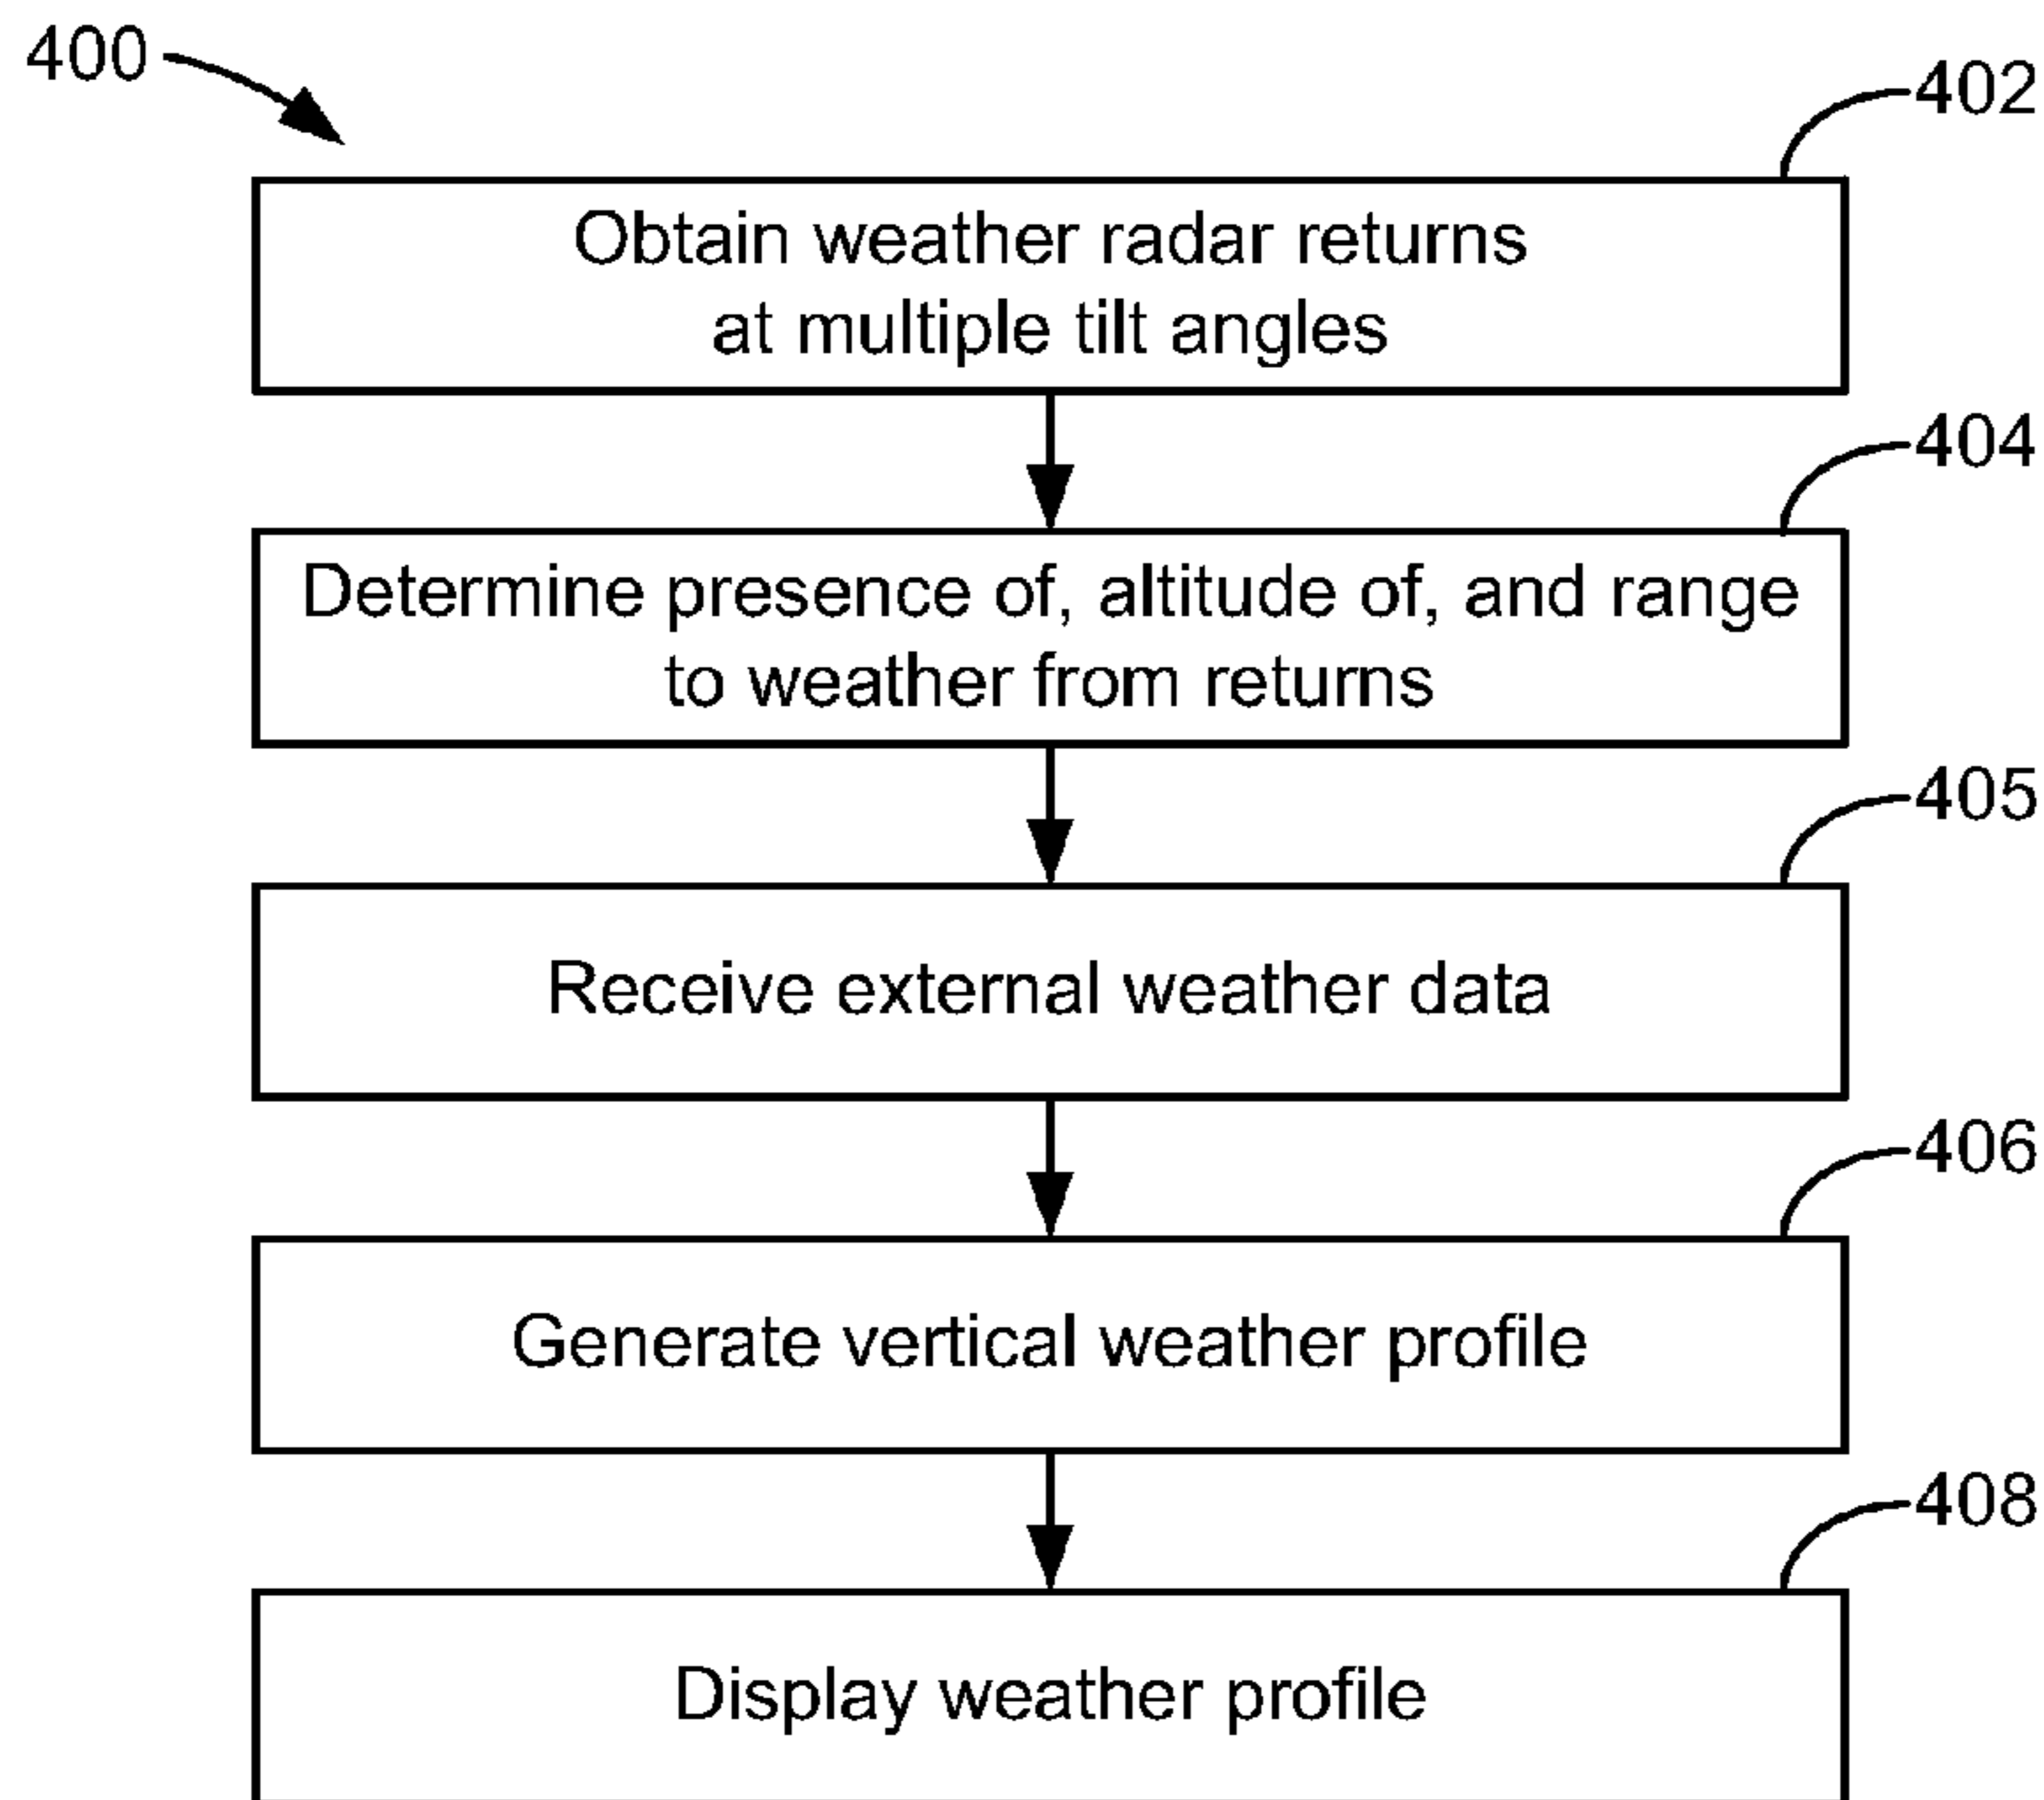 400
402
Obtain weather radar returns
at multiple tilt angles
404
Determine presence of, altitude of, and range
to weather from returns
405
Receive external weather data
406
Generate vertical weather profile
408
Display weather profile